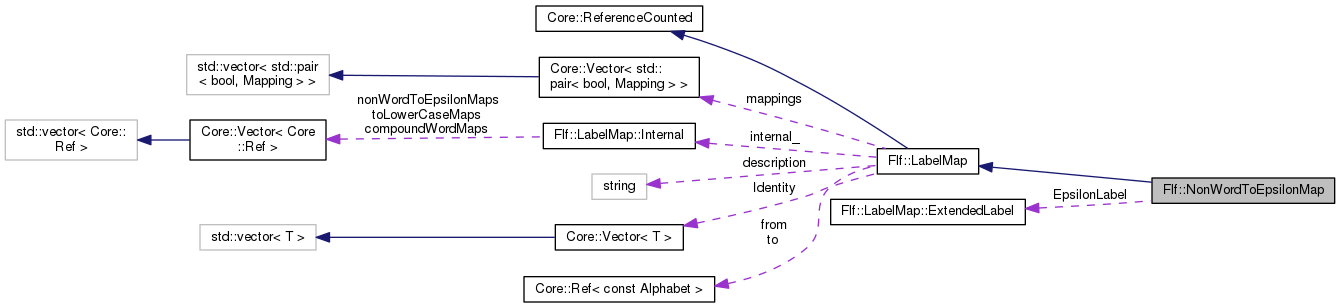 Core::ReferenceCounted
std::vector< std::pair
< bool, Mapping > >
Core::Vector< std::
pair< bool, Mapping > >
mappings
nonWordToEpsilonMaps
toLowerCaseMaps
compoundWordMaps
std::vector< Core::
Ref >
Core::Vector< Core
::Ref >
Flf::LabelMap::Internal
internal_
Flf::LabelMap
description
string
Identity
Flf::NonWordToEpsilonMap
EpsilonLabel
Flf::LabelMap::ExtendedLabel
from
to
std::vector< T >
Core::Vector< T >
Core::Ref< const Alphabet >